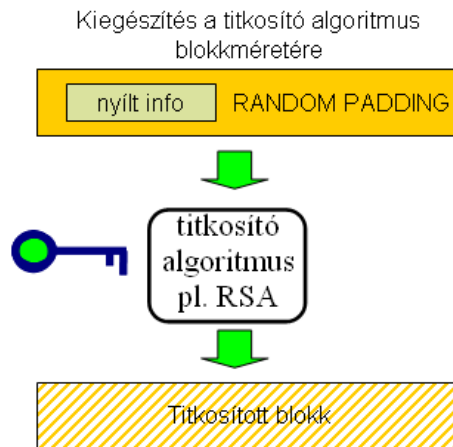 Kiegészítés a titkosító algoritmus
blokkméretére
nyílt info RANDOM PADDING
titkosító
algoritmus
pl. RSA
Titkosított blokk